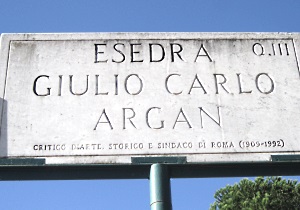 ESEDRA Q.III
GIULIO CARLO
ARGAN
CRITICO D'ARTE, STORICO E SINDACO DI ROMA (1909-1992)